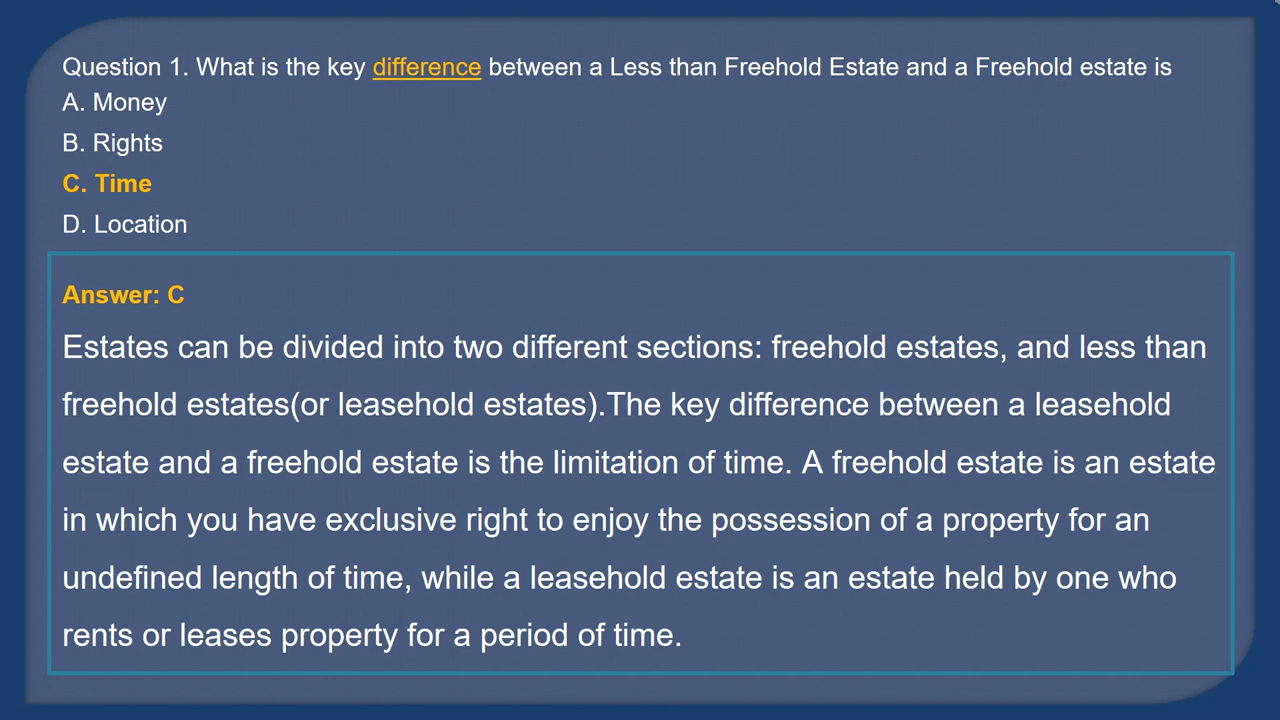 Question 1. What is the key difference between a Less than Freehold Estate and a Freehold estate is
A. Money
B. Rights
C. Time
D. Location
Answer: C
Estates can be divided into two different sections: freehold estates, and less than
freehold estates(or leasehold estates).The key difference between a leasehold
estate and a freehold estate is the limitation of time. A freehold estate is an estate
in which you have exclusive right to enjoy the possession of a property for an
undefined length of time, while a leasehold estate is an estate held by one who
rents or leases property for a period of time.